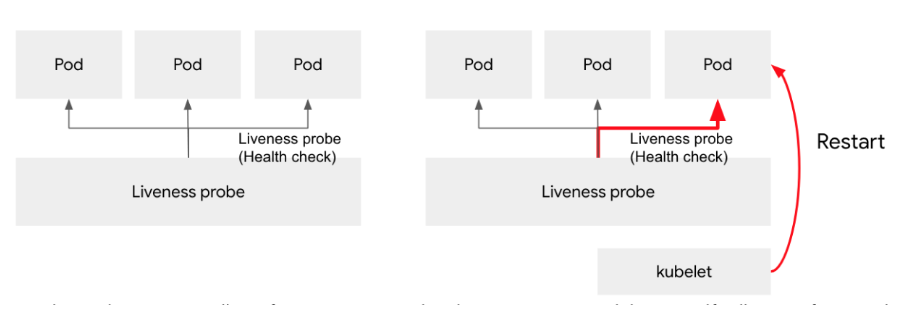 Pod
Pod
Pod
Liveness probe
(Health check)
Liveness probe
Pod
Pod
Pod
Liveness probe
(Health check)
Restart
Liveness probe
kubelet